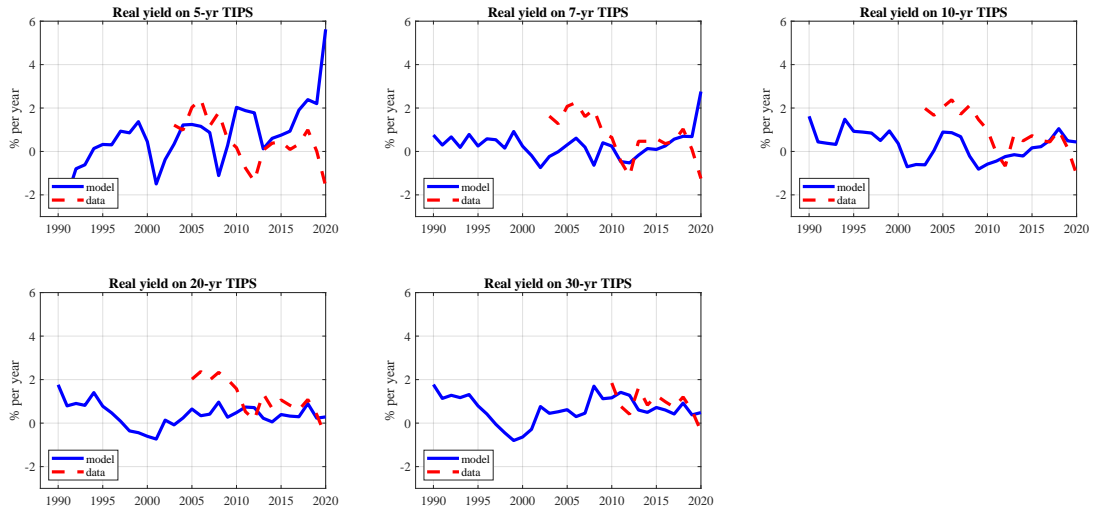 Real yield on 5-yr TIPS
% per year
6
4
2
0
-2
model
data
1990 1995 2000 2005 2010 2015 2020
Real yield on 7-yr TIPS
% per year
6
4
2
0
-2
model
data
1990 1995 2000 2005 2010 2015 2020
Real yield on 10-yr TIPS
% per year
6
4
2
0
-2
model
data
1990 1995 2000 2005 2010 2015 2020
Real yield on 20-yr TIPS
% per year
6
4
2
0
-2
model
data
1990 1995 2000 2005 2010 2015 2020
Real yield on 30-yr TIPS
% per year
6
4
2
0
-2
model
data
1990 1995 2000 2005 2010 2015 2020